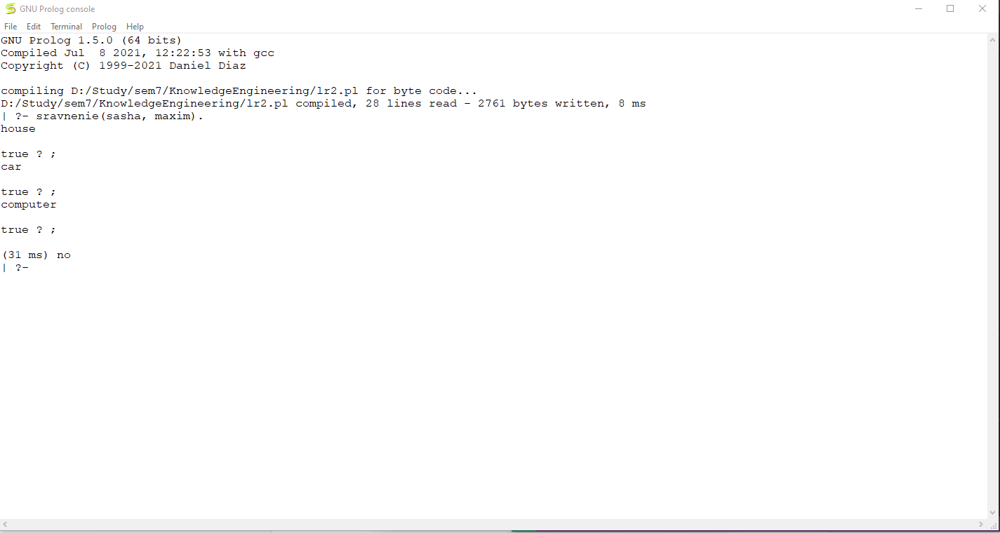 GNU Prolog console
File Edit Terminal Prolog Help
GNU Prolog 1.5.0 (64 bits)
Compiled Jul  8 2021, 12:22:53 with gcc
Copyright (C) 1999-2021 Daniel Diaz
compiling D:/Study/sem7/KnowledgeEngineering/lr2.pl for byte code...
D:/Study/sem7/KnowledgeEngineering/lr2.pl compiled, 28 lines read - 2761 bytes written, 8 ms
| ?- sravnenie(sasha, maxim).
house
true ? ;
car
true ? ;
computer
true ? ;
(31 ms) no
| ?-